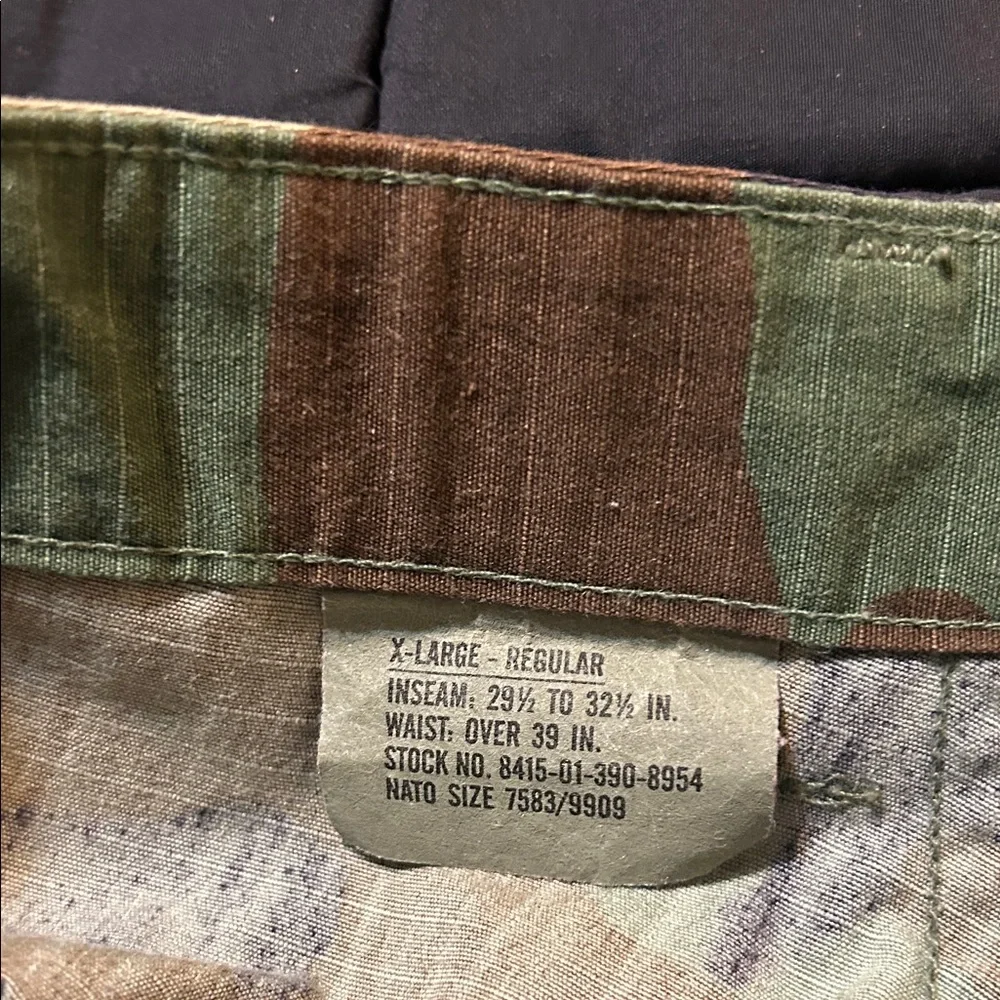 X-LARGE - REGULAR
INSEAM: 29½ TO 32½ IN.
WAIST: OVER 39 IN.
STOCK NO. 8415-01-390-8954
NATO SIZE 7583/9909